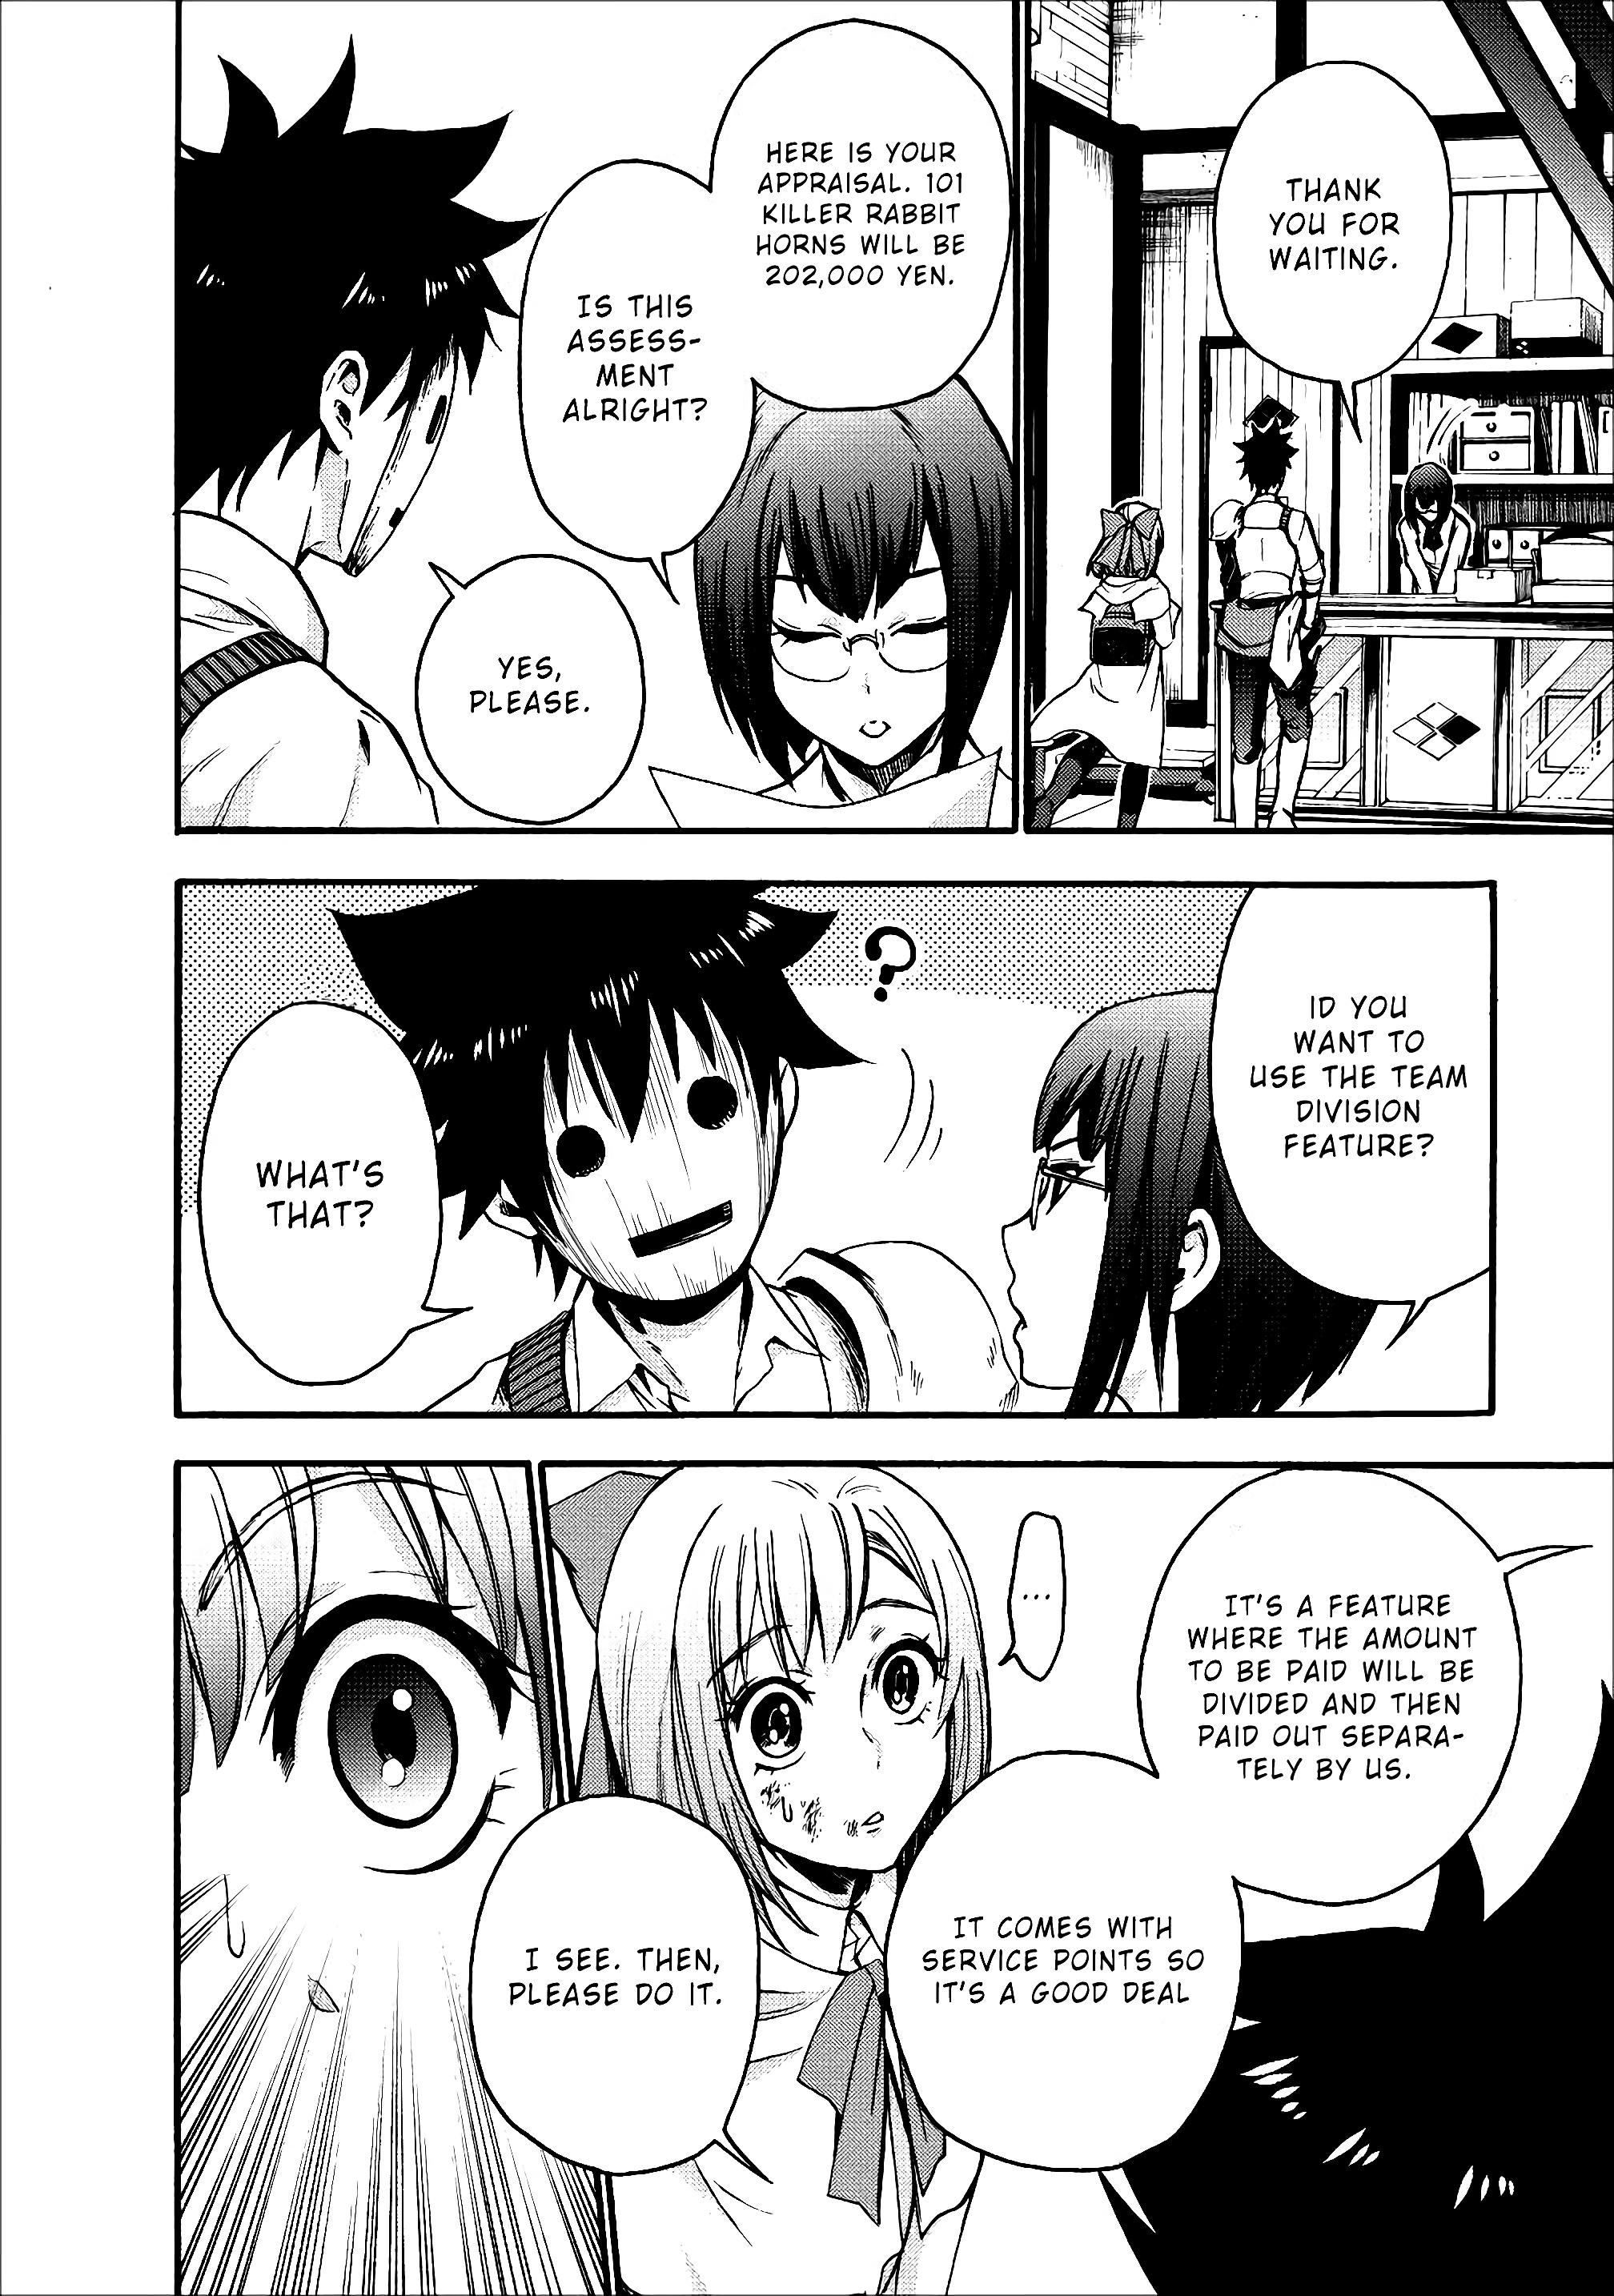 THANK
YOU FOR
WAITING.
HERE IS YOUR
APPRAISAL. 101
KILLER RABBIT
HORNS WILL BE
202,000 YEN.
IS THIS
ASSESS-
MENT
ALRIGHT?
YES,
PLEASE.
ID YOU
WANT TO
USE THE TEAM
DIVISION
FEATURE?
?
WHAT'S
THAT?
IT'S A FEATURE
WHERE THE AMOUNT
TO BE PAID WILL BE
DIVIDED AND THEN
PAID OUT SEPARA-
TELY BY US.
...
IT COMES WITH
SERVICE POINTS SO
IT'S A GOOD DEAL
I SEE. THEN,
PLEASE DO IT.